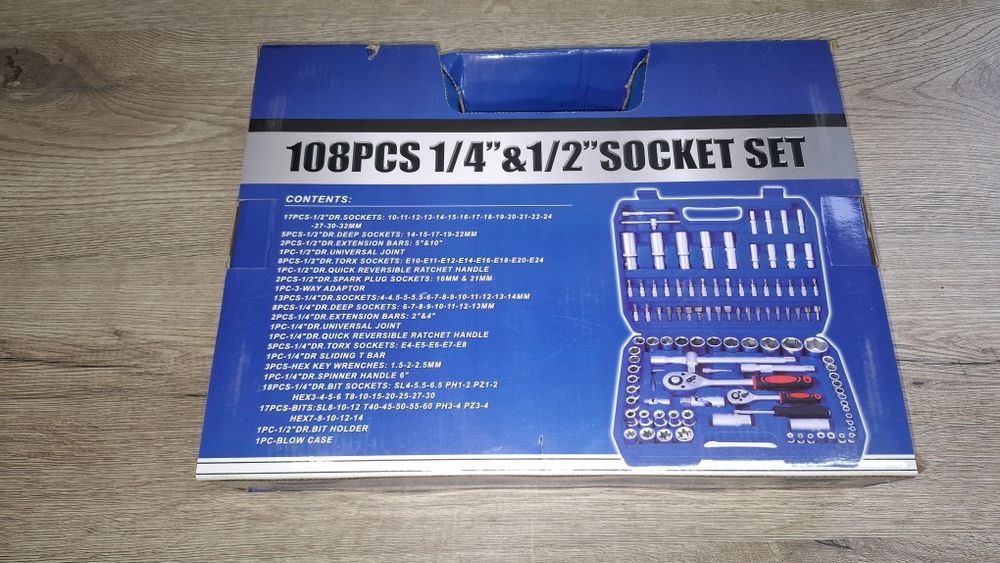 108PCS 1/4"&1/2"SOCKET SET
CONTENTS:
17PCS-1/2"DR.SOCKETS: 10-11-12-13-14-15-16-17-18-19-20-21-22-24
-27-30-32MM
5PCS-1/2"DR.DEEP SOCKETS: 14-15-17-19-22MM
2PCS-1/2"DR.EXTENSION BARS: 5"&10"
1PC-1/2"DR.UNIVERSAL JOINT
8PCS-1/2"DR.TORX SOCKETS: E10-E11-E12-E14-E16-E18-E20-E24
1PC-1/2"DR.QUICK REVERSIBLE RATCHET HANDLE
2PCS-1/2"DR.SPARK PLUG SOCKETS: 16MM & 21MM
1PC-3-WAY ADAPTOR
13PCS-1/4"DR.SOCKETS:4-4.5-5-5.5-6-7-8-9-10-11-12-13-14MM
8PCS-1/4"DR.DEEP SOCKETS: 6-7-8-9-10-11-12-13MM
2PCS-1/4"DR.EXTENSION BARS: 2"&4"
1PC-1/4"DR.UNIVERSAL JOINT
1PC-1/4"DR.QUICK REVERSIBLE RATCHET HANDLE
5PCS-1/4"DR.TORX SOCKETS: E4-E5-E6-E7-E8
1PC-1/4"DR SLIDING T BAR
3PCS-HEX KEY WRENCHES: 1.5-2-2.5MM
1PC-1/4"DR.SPINNER HANDLE 6"
18PCS-1/4"DR.BIT SOCKETS: SL4-5.5-6.5 PH1-2 PZ1-2
HEX3-4-5-6 T8-10-15-20-25-27-30
17PCS-BITS:SL8-10-12 T40-45-50-55-60 PH3-4 PZ3-4
HEX7-8-10-12-14
1PC-1/2"DR.BIT HOLDER
1PC-BLOW CASE